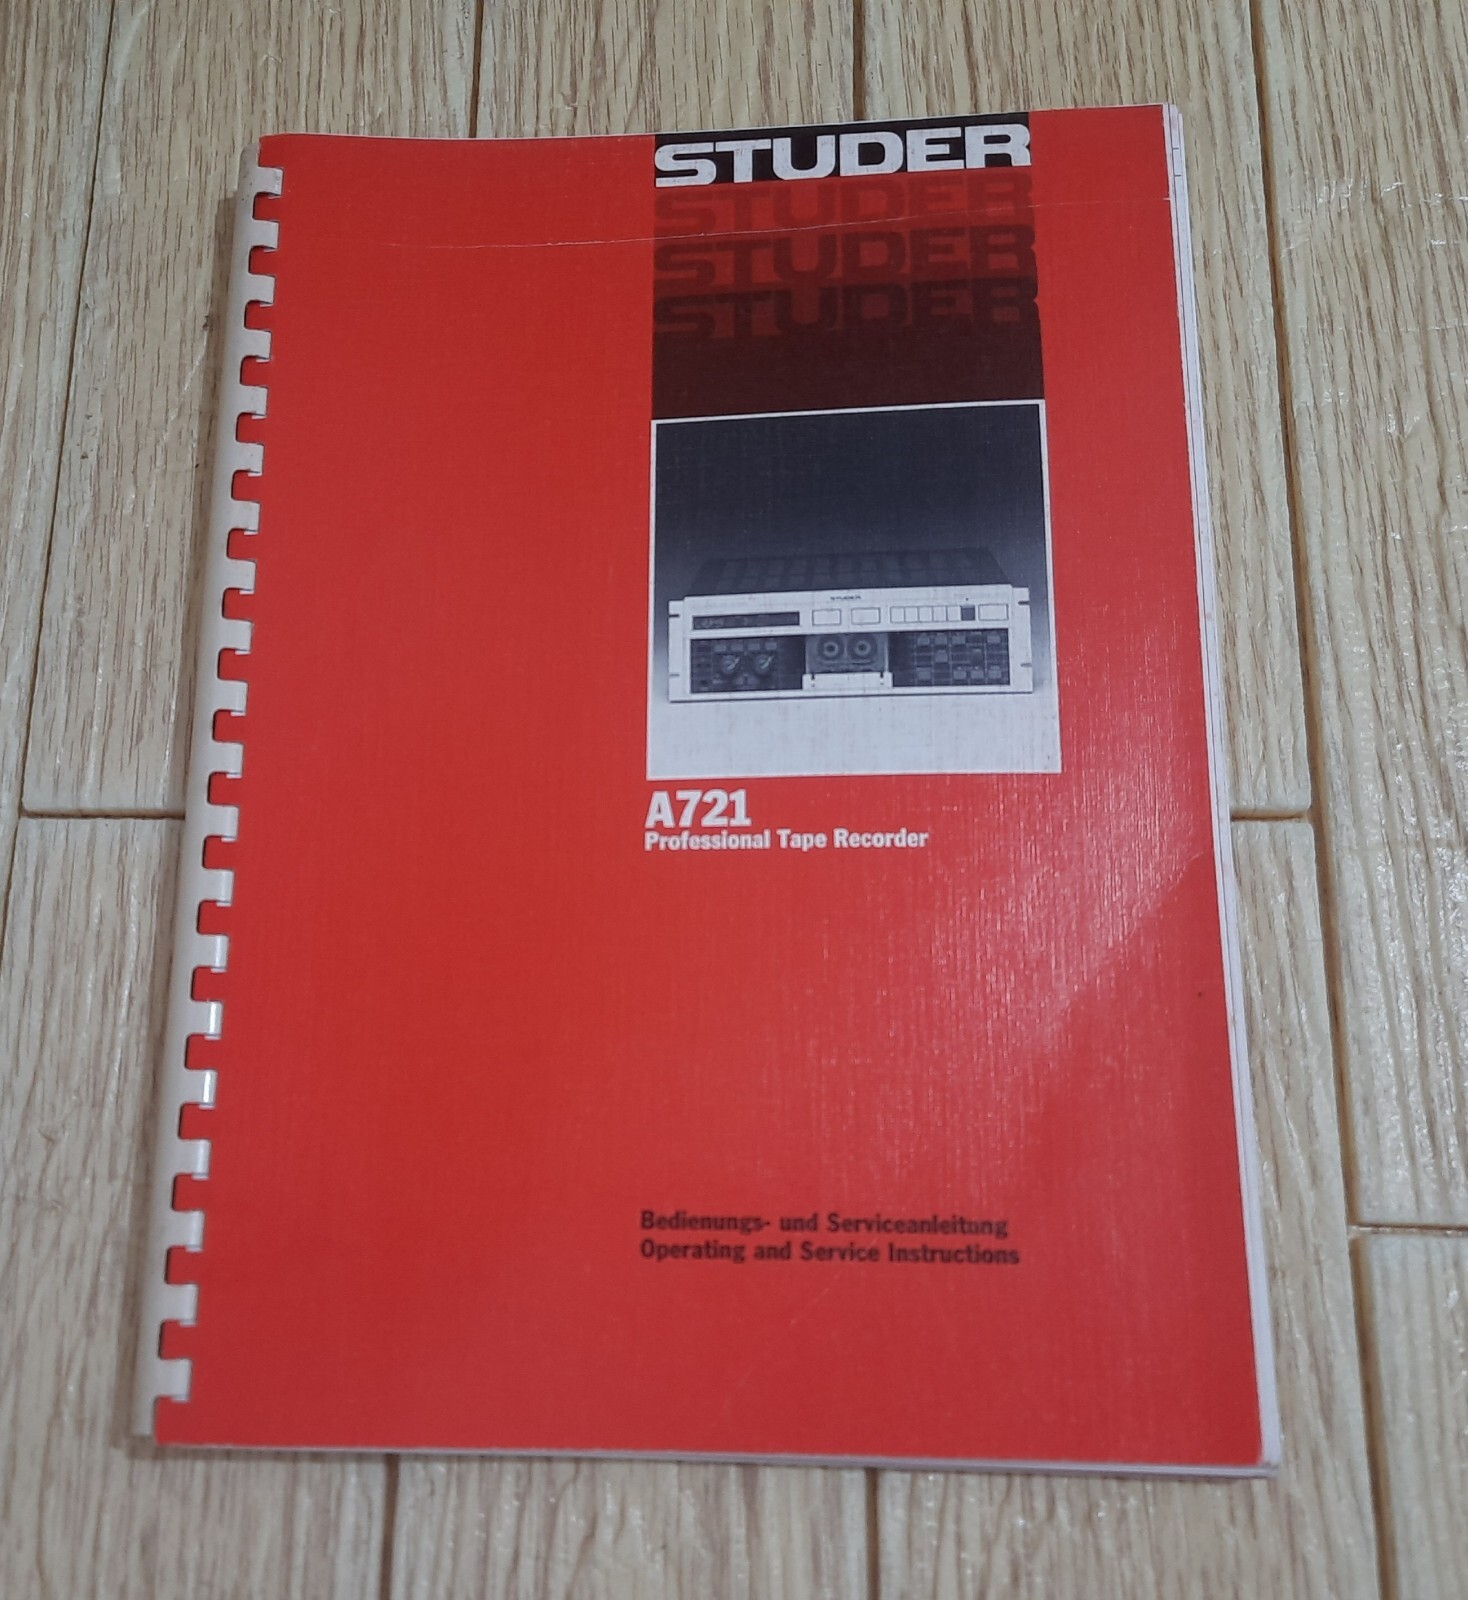 STUDER
STUDER
STUDER
STUDER
STUDER
A721
Professional Tape Recorder
Bedienungs- und Serviceanleitung
Operating and Service Instructions